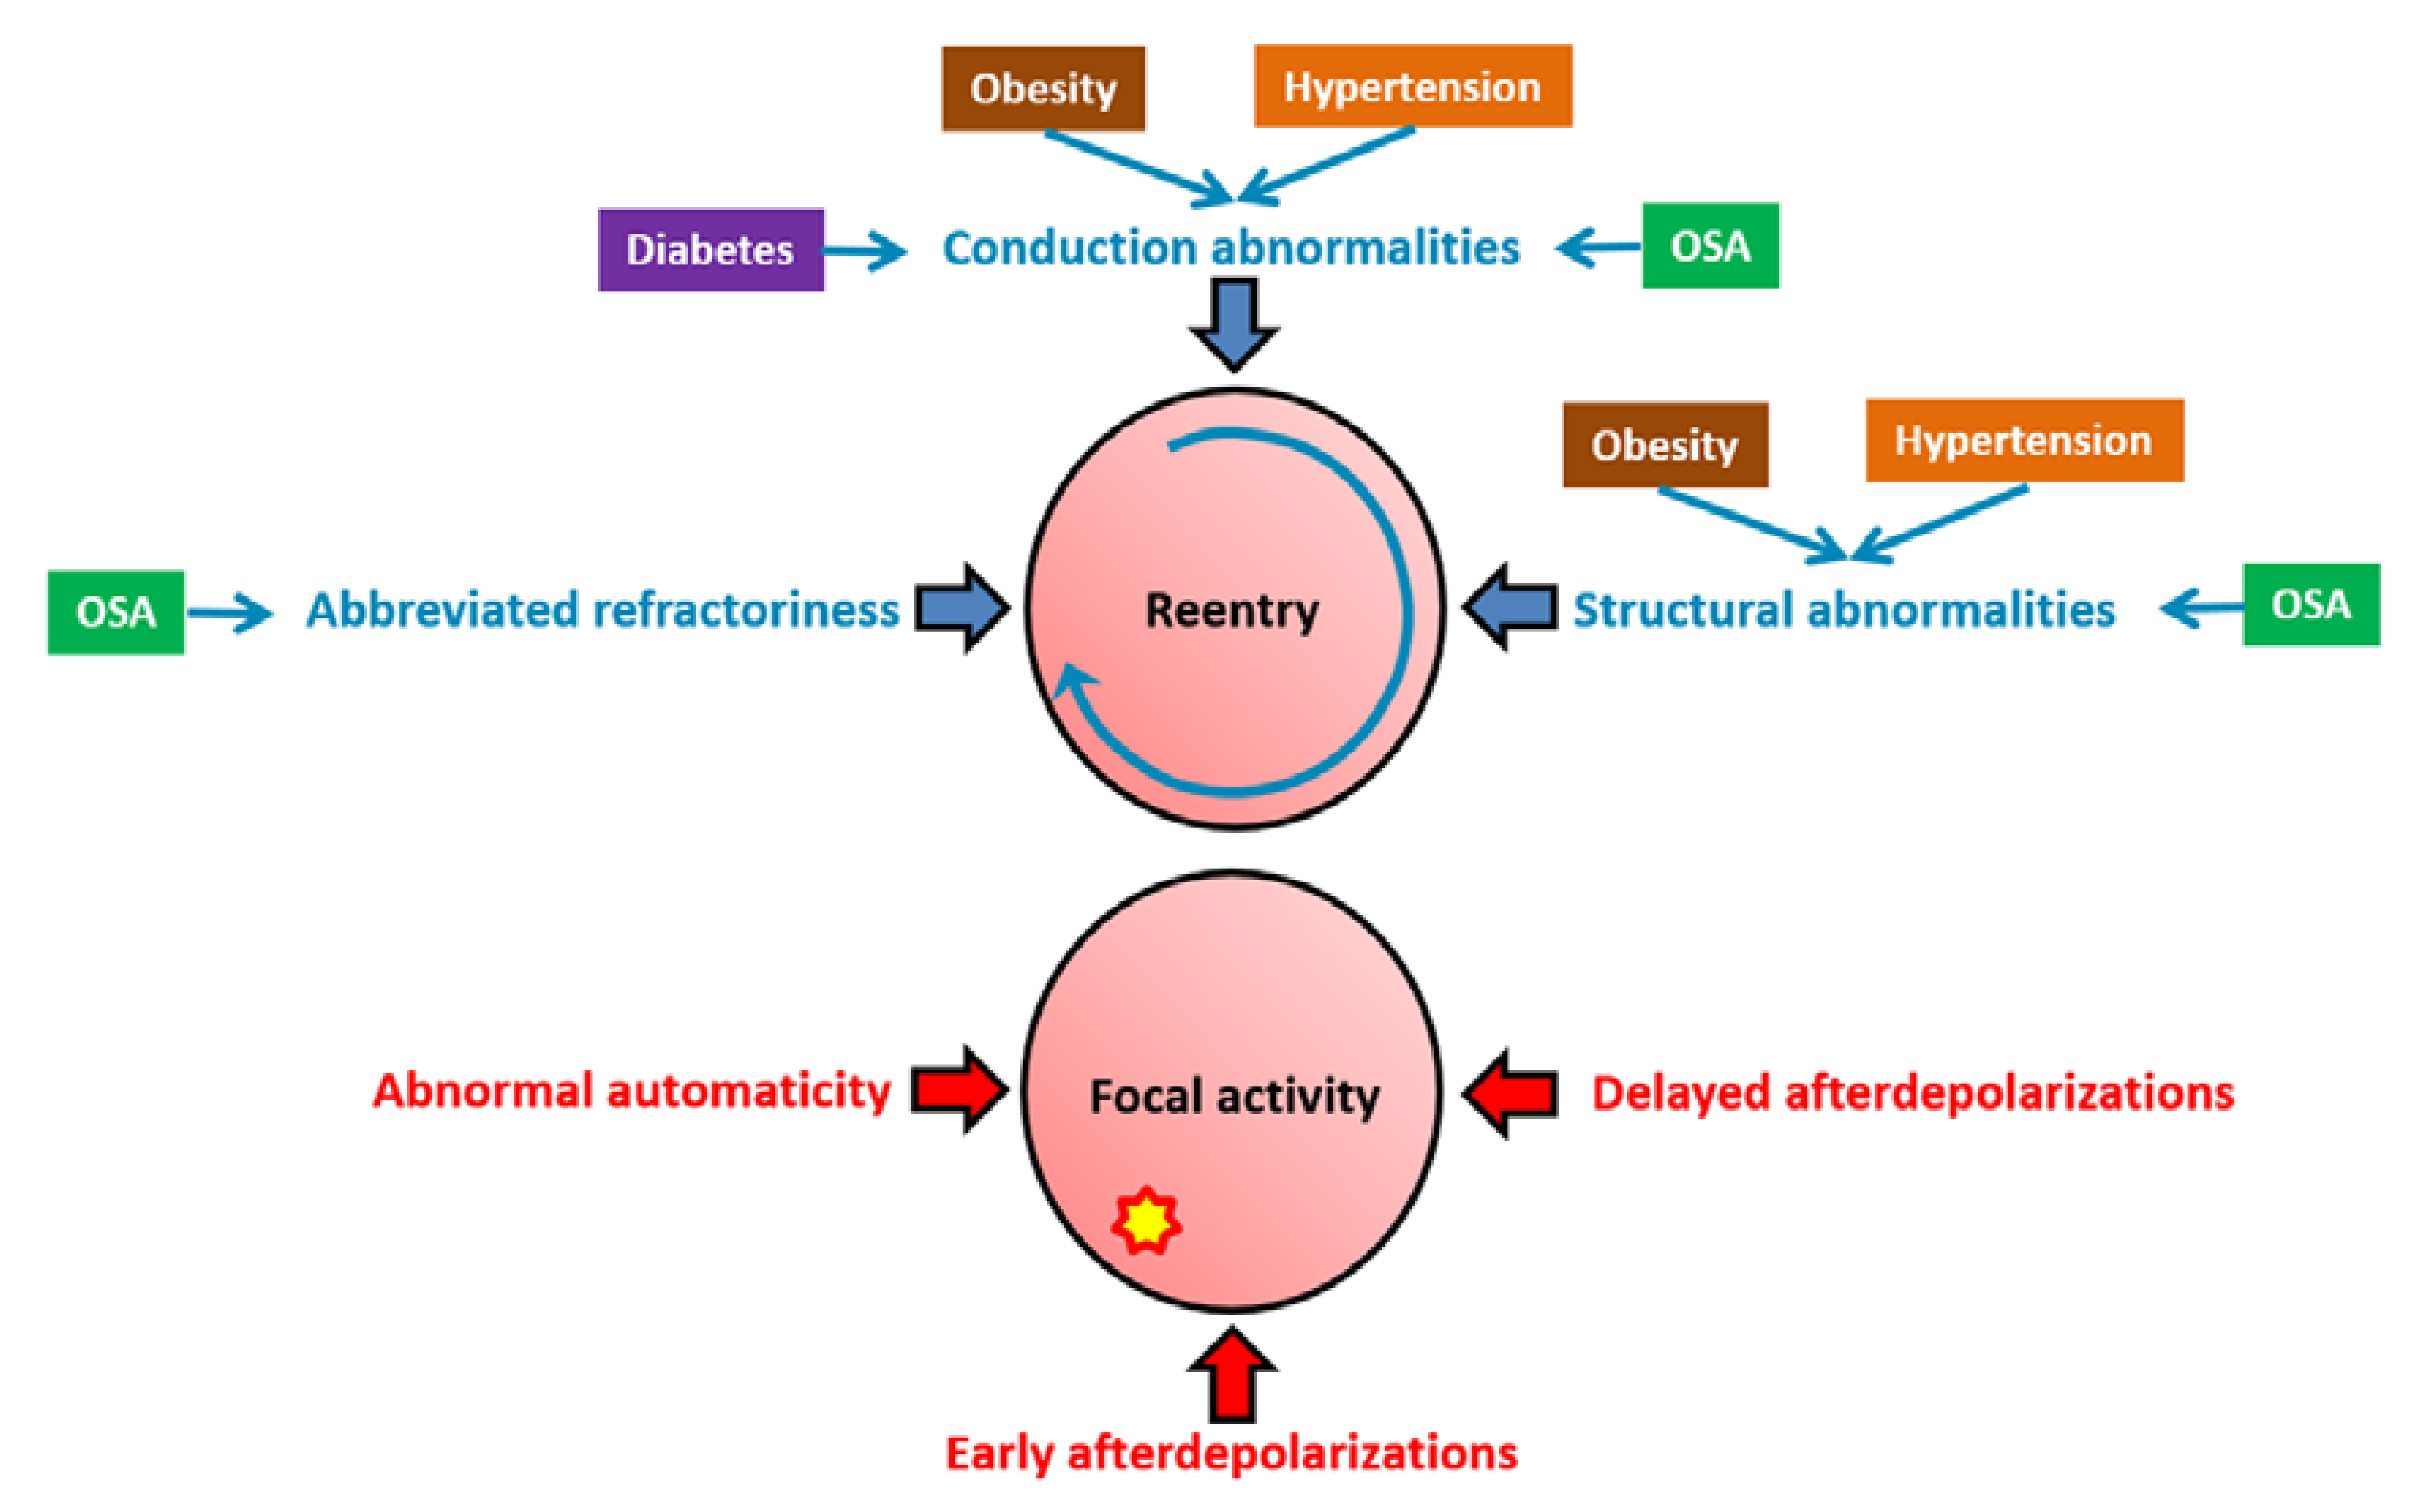 Obesity
Hypertension
Diabetes
Conduction abnormalities
OSA
Obesity
Hypertension
OSA
Abbreviated refractoriness
Reentry
Structural abnormalities
OSA
Abnormal automaticity
Focal activity
Delayed afterdepolarizations
Early afterdepolarizations